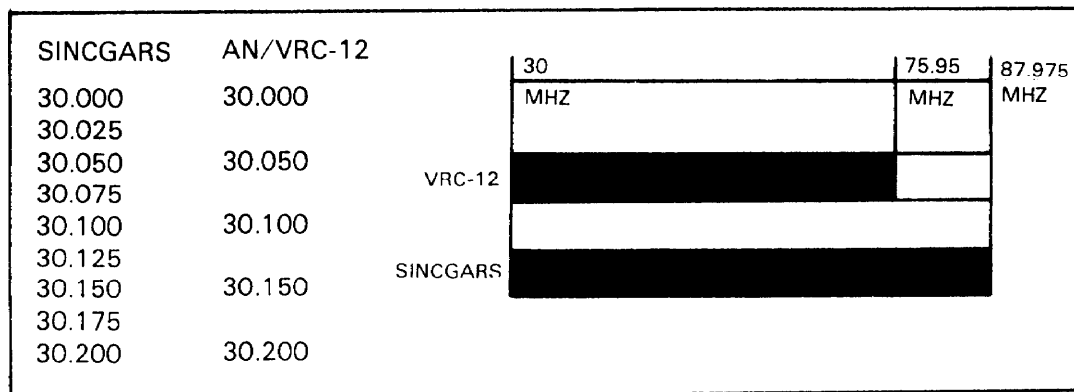 SINCGARS AN/VRC-12
30.000 30.000
30.025
30.050 30.050
30.075
30.100 30.100
30.125
30.150 30.150
30.175
30.200 30.200
30 75.95 87.975
MHZ MHZ MHZ
VRC-12
SINCGARS